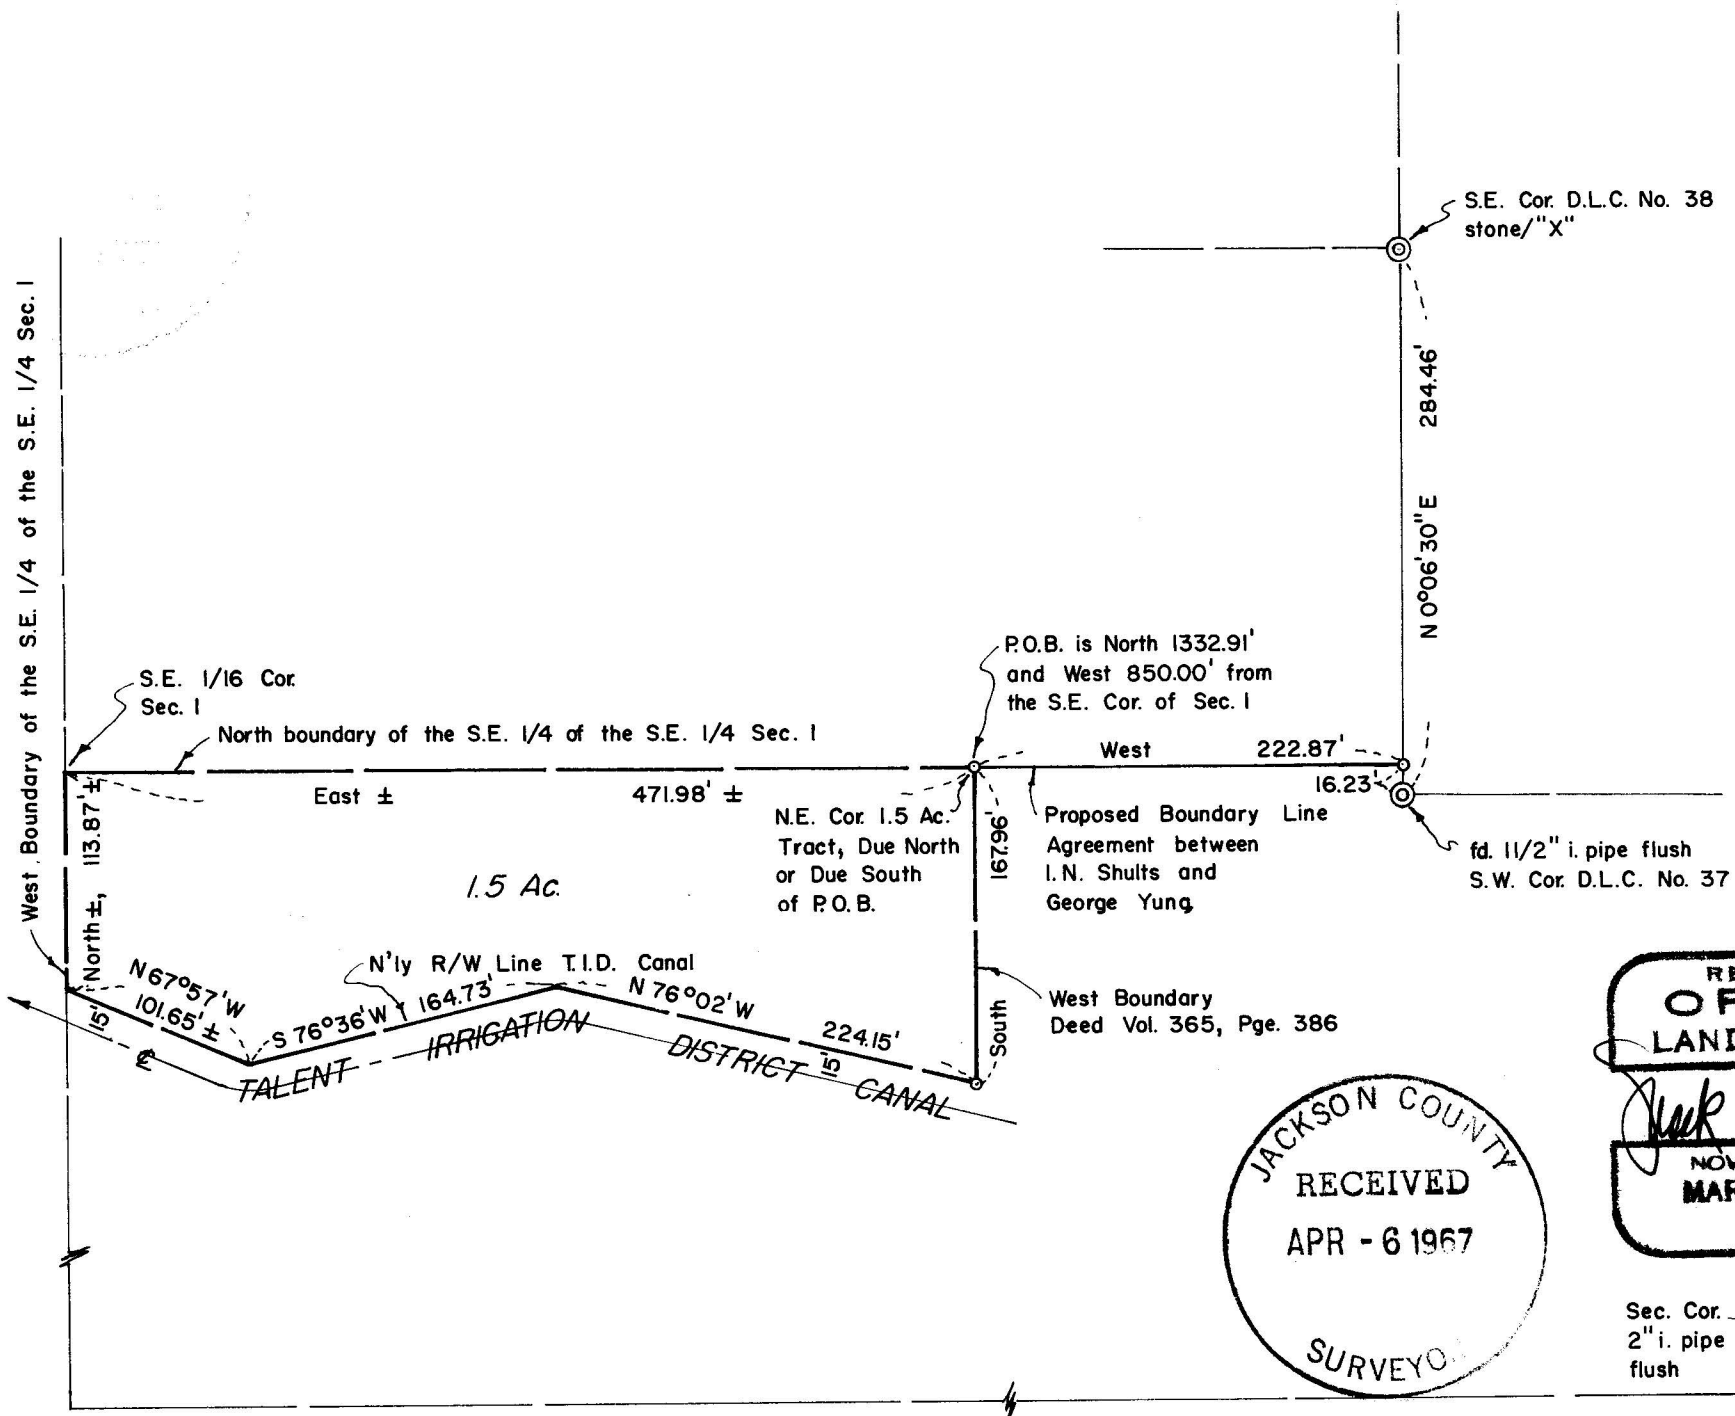 S.E. Cor. D.L.C. No. 38
stone/"X"
284.46'
N 0°06'30" E
West Boundary of the S.E. 1/4 of the S.E. 1/4 Sec. 1
S.E. 1/16 Cor.
Sec. 1
North boundary of the S.E. 1/4 of the S.E. 1/4 Sec. 1
P.O.B. is North 1332.91'
and West 850.00' from
the S.E. Cor. of Sec. 1
West 222.87'
16.23'
East ± 471.98' ±
North ±, 113.87' ±
N.E. Cor. 1.5 Ac.
Tract, Due North
or Due South
of P.O.B.
167.96'
South
Proposed Boundary Line
Agreement between
I.N. Shults and
George Yung
fd. 1 1/2" i. pipe flush
S.W. Cor. D.L.C. No. 37
1.5 Ac.
N'ly R/W Line T.I.D. Canal
N 67°57' W
101.65' ±
S 76°36' W 164.73'
N 76°02' W 224.15'
15'
15'
TALENT IRRIGATION DISTRICT CANAL
West Boundary
Deed Vol. 365, Pge. 386
JACKSON COUNTY
RECEIVED
APR - 6 1967
SURVEYO
RE
O
LAND
NOV
MAR
Sec. Cor.
2" i. pipe
flush